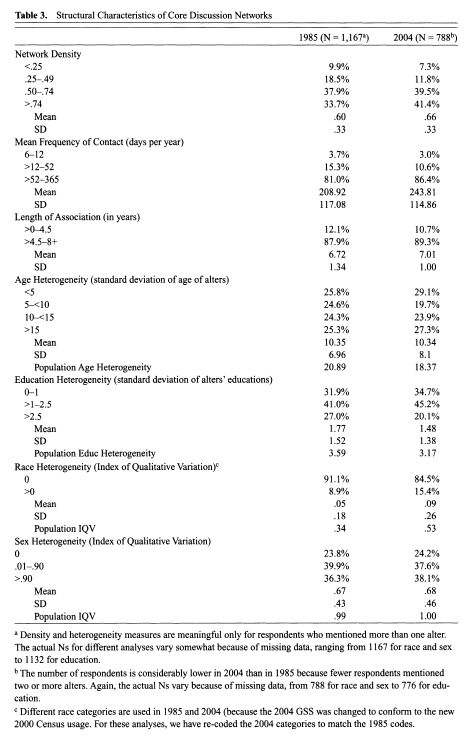 Table 3. Structural Characteristics of Core Discussion Networks
1985 (N = 1,167ᵃ) 2004 (N = 788ᵇ)
Network Density
<.25 9.9% 7.3%
.25–.49 18.5% 11.8%
.50–.74 37.9% 39.5%
>.74 33.7% 41.4%
Mean .60 .66
SD .33 .33
Mean Frequency of Contact (days per year)
6–12 3.7% 3.0%
>12–52 15.3% 10.6%
>52–365 81.0% 86.4%
Mean 208.92 243.81
SD 117.08 114.86
Length of Association (in years)
>0–4.5 12.1% 10.7%
>4.5–8+ 87.9% 89.3%
Mean 6.72 7.01
SD 1.34 1.00
Age Heterogeneity (standard deviation of age of alters)
<5 25.8% 29.1%
5–<10 24.6% 19.7%
10–<15 24.3% 23.9%
>15 25.3% 27.3%
Mean 10.35 10.34
SD 6.96 8.1
Population Age Heterogeneity 20.89 18.37
Education Heterogeneity (standard deviation of alters' educations)
0–1 31.9% 34.7%
>1–2.5 41.0% 45.2%
>2.5 27.0% 20.1%
Mean 1.77 1.48
SD 1.52 1.38
Population Educ Heterogeneity 3.59 3.17
Race Heterogeneity (Index of Qualitative Variation)ᶜ
0 91.1% 84.5%
>0 8.9% 15.4%
Mean .05 .09
SD .18 .26
Population IQV .34 .53
Sex Heterogeneity (Index of Qualitative Variation)
0 23.8% 24.2%
.01–.90 39.9% 37.6%
>.90 36.3% 38.1%
Mean .67 .68
SD .43 .46
Population IQV .99 1.00
ᵃ Density and heterogeneity measures are meaningful only for respondents who mentioned more than one alter.
The actual Ns for different analyses vary somewhat because of missing data, ranging from 1167 for race and sex
to 1132 for education.
ᵇ The number of respondents is considerably lower in 2004 than in 1985 because fewer respondents mentioned
two or more alters. Again, the actual Ns vary because of missing data, from 788 for race and sex to 776 for edu-
cation.
ᶜ Different race categories are used in 1985 and 2004 (because the 2004 GSS was changed to conform to the new
2000 Census usage. For these analyses, we have re-coded the 2004 categories to match the 1985 codes.